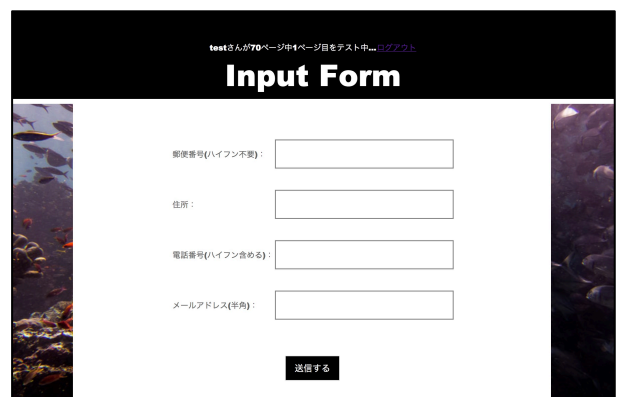 testさんが70ページ中1ページ目をテスト中...ログアウト
Input Form
郵便番号(ハイフン不要)：
住所：
電話番号(ハイフン含める)：
メールアドレス(半角)：
送信する